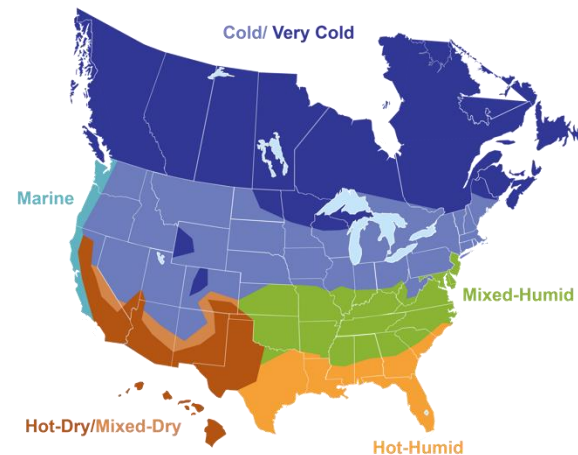 Cold/ Very Cold
Marine
Mixed-Humid
Hot-Dry/Mixed-Dry
Hot-Humid